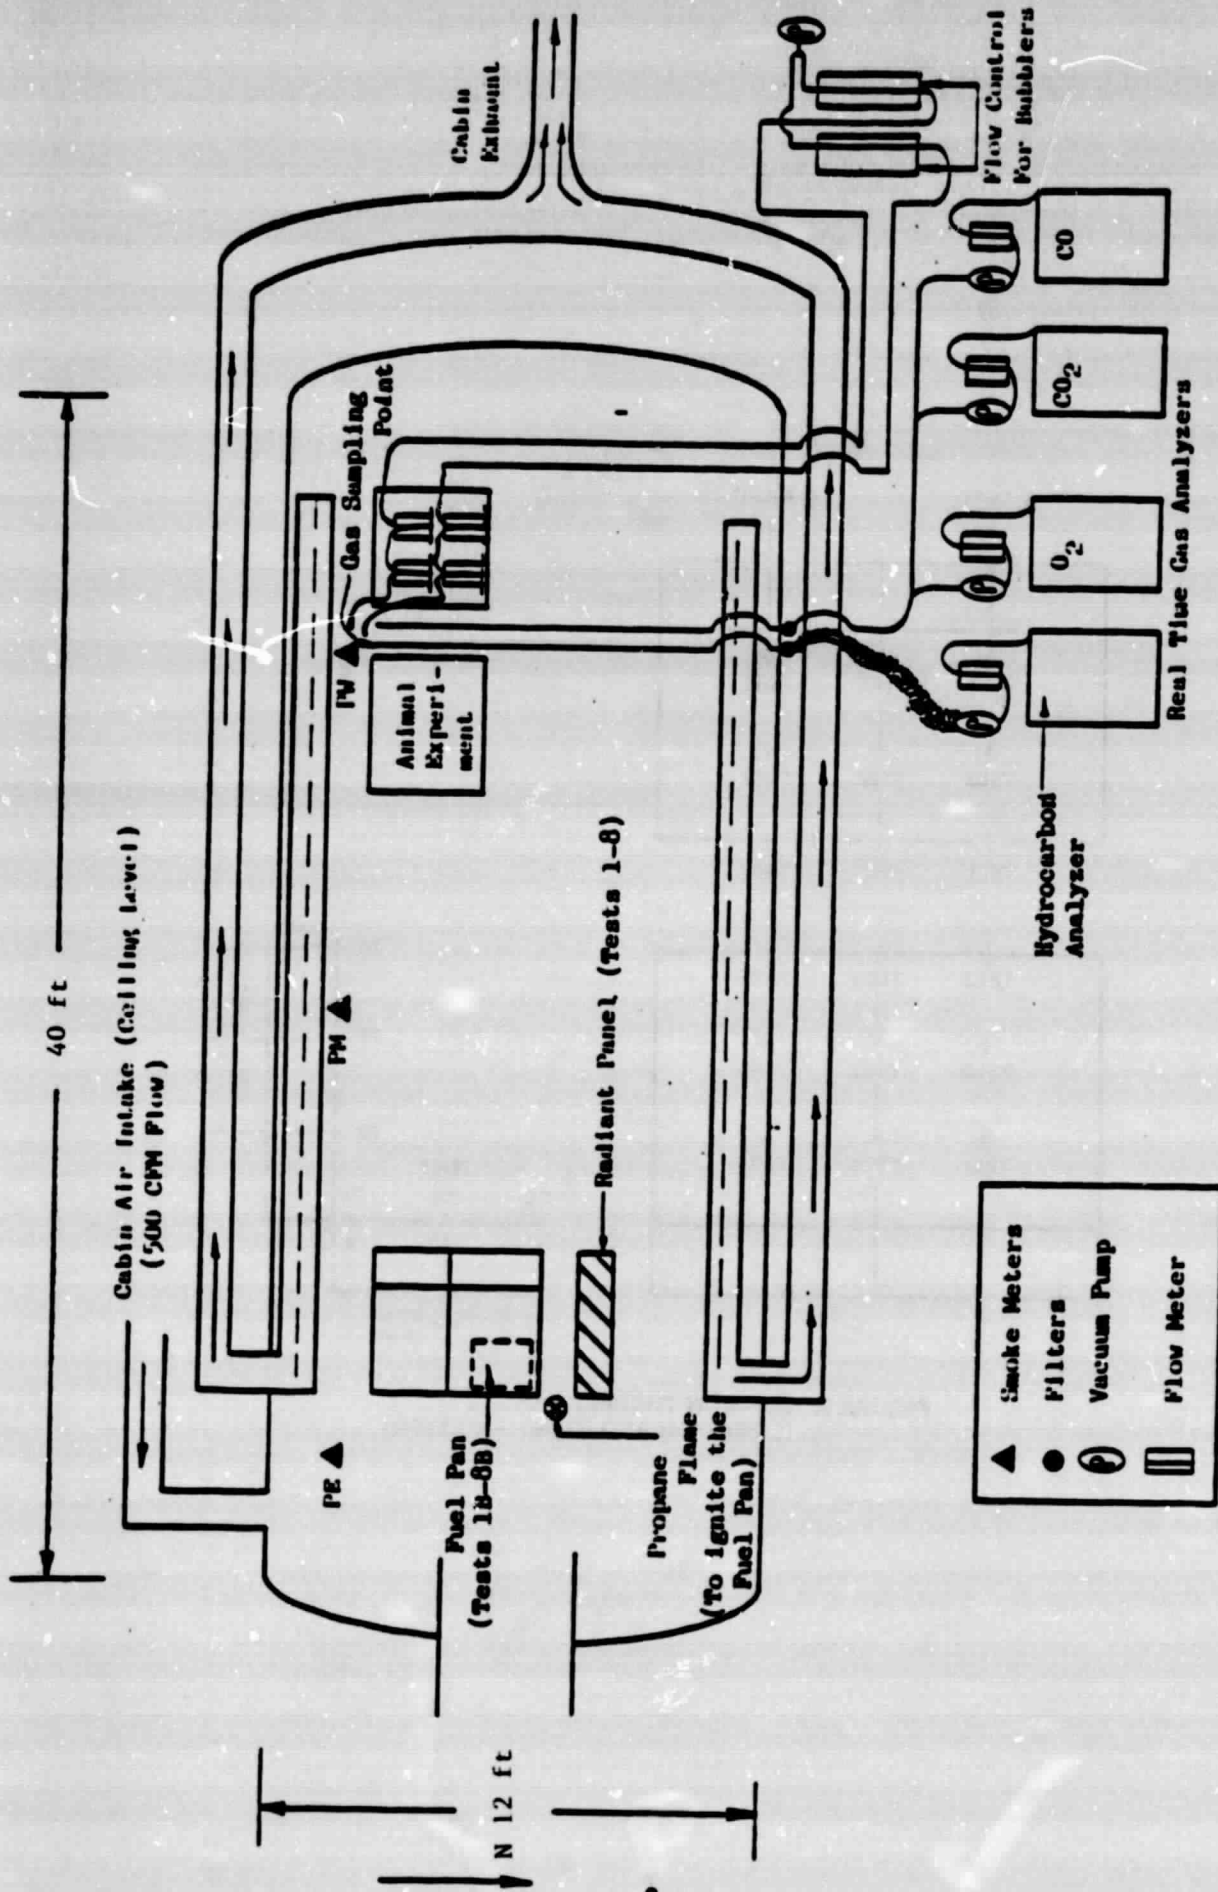 40 ft
Cabin Air Intake (Ceiling Level)
(500 CFM Flow)
Cabin
Exhaust
PE
PM
PW
Gas Sampling
Point
Animal
Experi-
ment
Fuel Pan
(Tests 1B-8B)
Radiant Panel (Tests 1-8)
Propane
Flame
(To ignite the
Fuel Pan)
N 12 ft
Flow Control
For Bubblers
P
P
P
P
P
Hydrocarbon
Analyzer
O2
CO2
CO
Real Time Gas Analyzers
Smoke Meters
Filters
P Vacuum Pump
Flow Meter